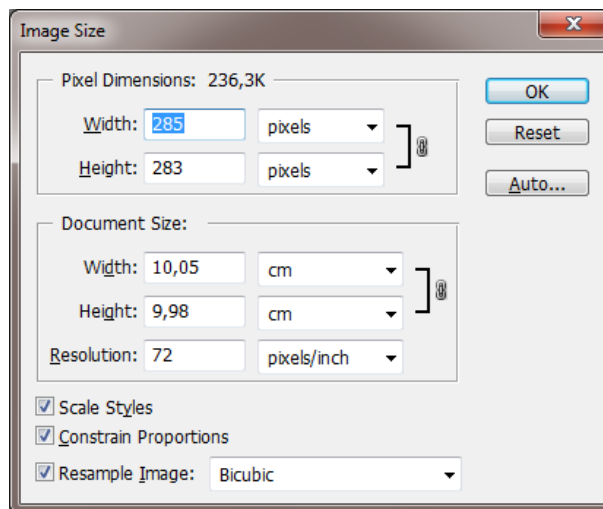 Image Size
Pixel Dimensions: 236,3K
Width: 285 pixels
Height: 283 pixels
OK
Reset
Auto...
Document Size:
Width: 10,05 cm
Height: 9,98 cm
Resolution: 72 pixels/inch
Scale Styles
Constrain Proportions
Resample Image: Bicubic